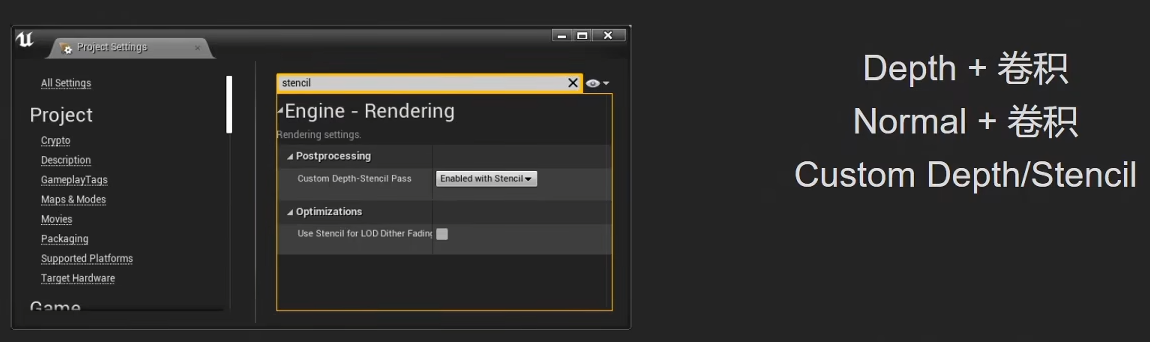 Project Settings
All Settings
Project
Crypto
Description
GameplayTags
Maps & Modes
Movies
Packaging
Supported Platforms
Target Hardware
Game
stencil
Engine - Rendering
Rendering settings.
Postprocessing
Custom Depth-Stencil Pass
Enabled with Stencil
Optimizations
Use Stencil for LOD Dither Fading
Depth + 卷积
Normal + 卷积
Custom Depth/Stencil